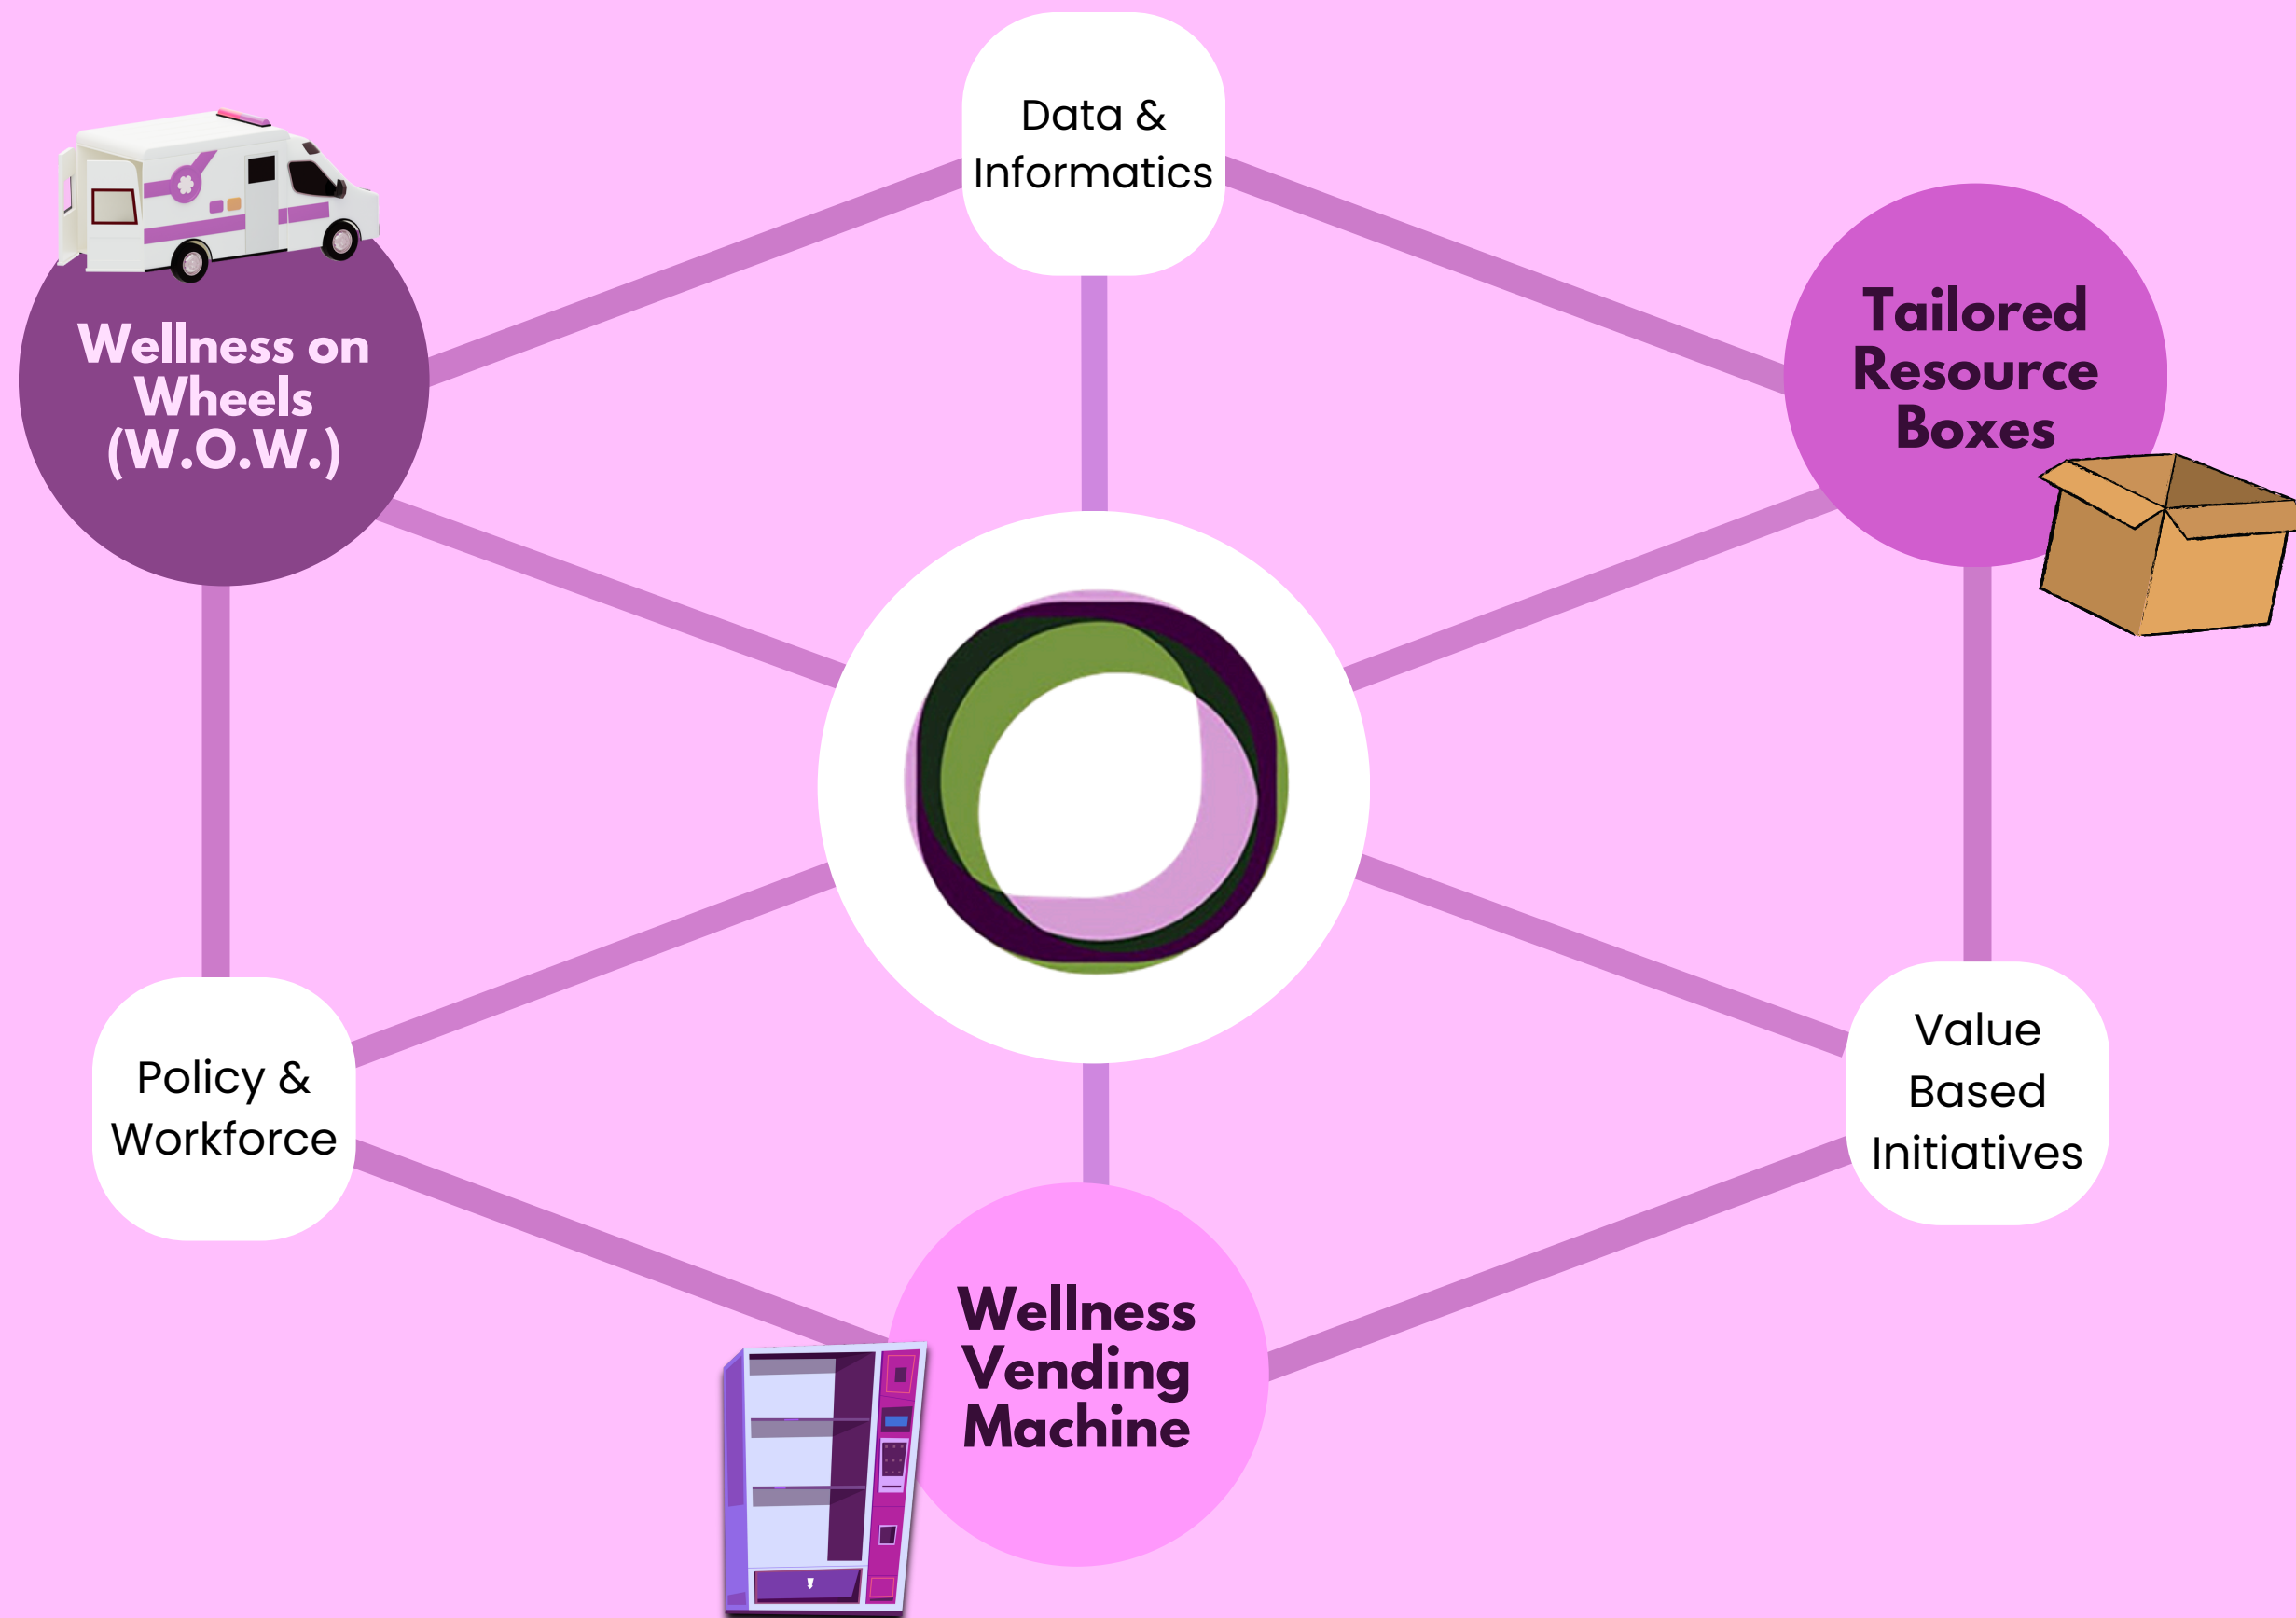 Data &
Informatics
Wellness on
Wheels
(W.O.W.)
Tailored
Resource
Boxes
Policy &
Workforce
Value
Based
Initiatives
Wellness
Vending
Machine